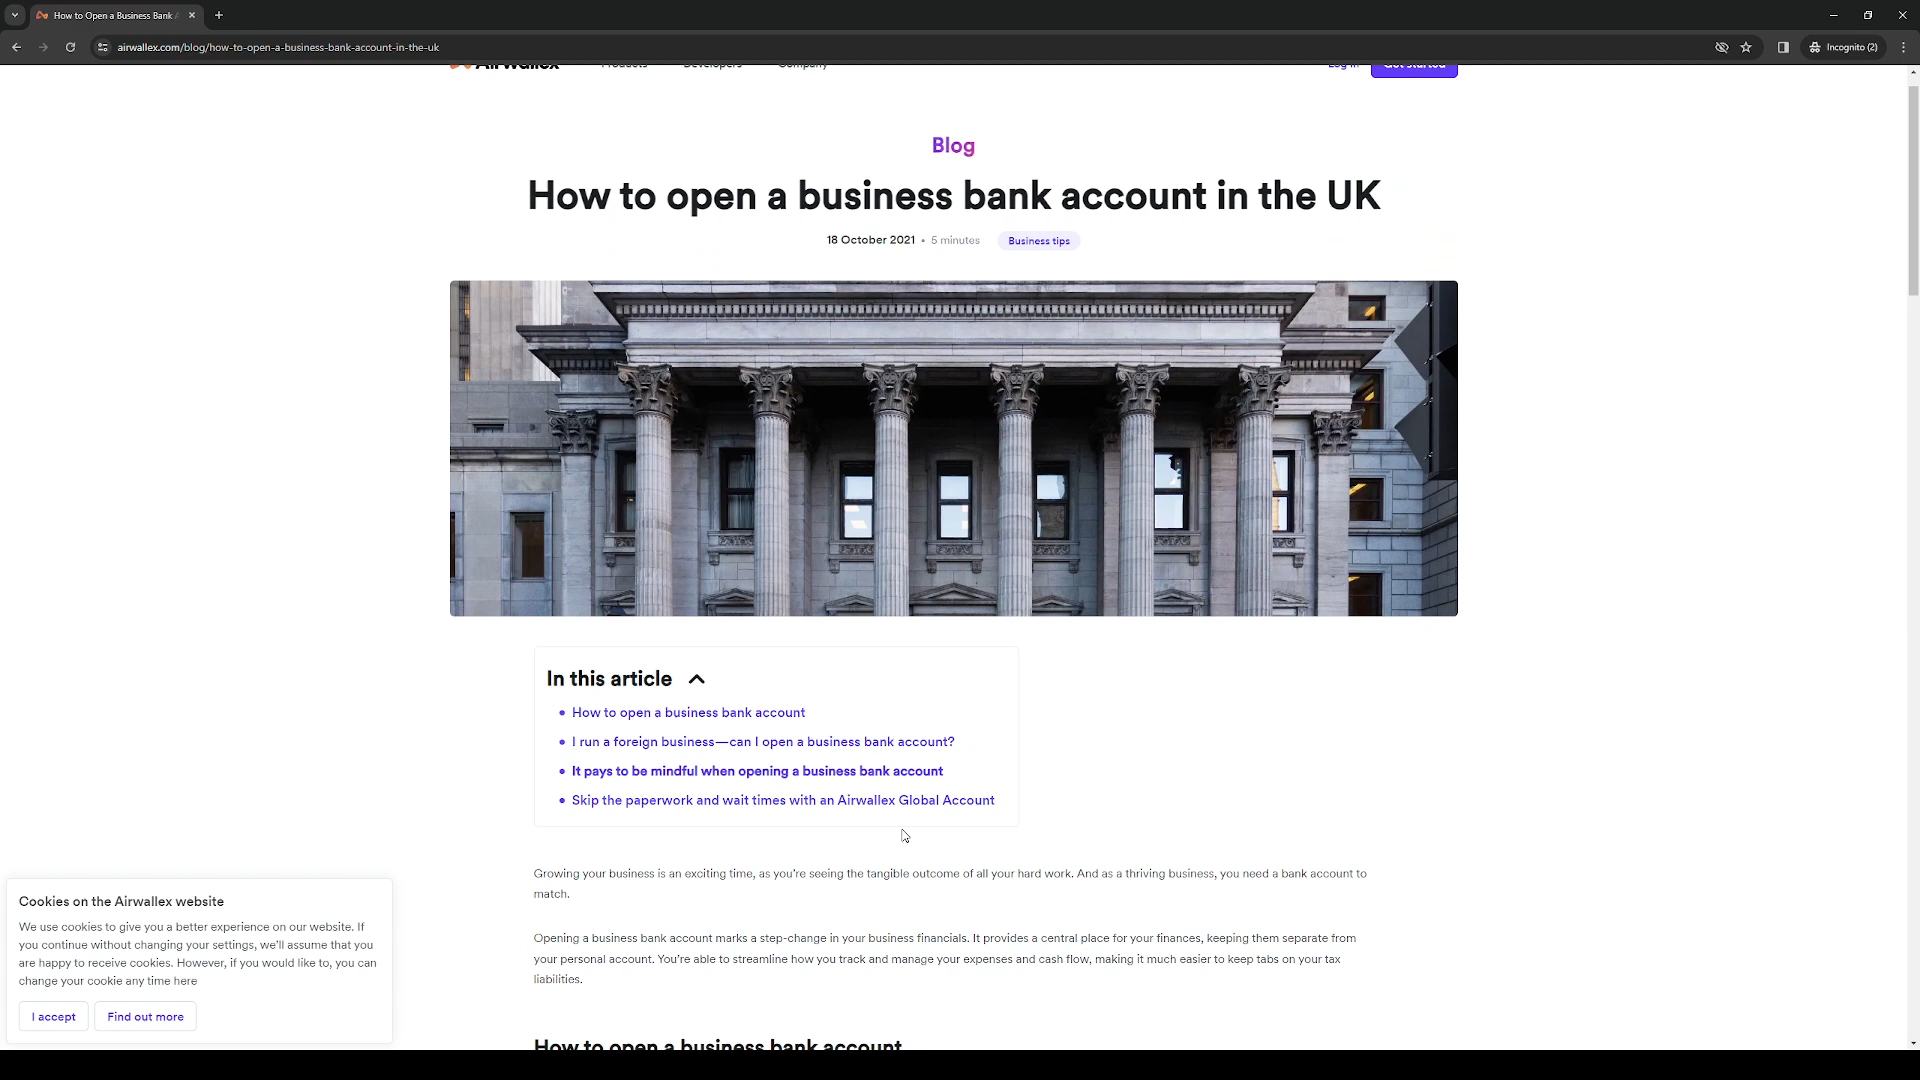 How to Open a Business Bank A
airwallex.com/blog/how-to-open-a-business-bank-account-in-the-uk
Incognito (2)
Airwallex Products Developers Company Log in Get started
Blog
How to open a business bank account in the UK
18 October 2021 • 5 minutes Business tips
In this article
• How to open a business bank account
• I run a foreign business—can I open a business bank account?
• It pays to be mindful when opening a business bank account
• Skip the paperwork and wait times with an Airwallex Global Account
Growing your business is an exciting time, as you're seeing the tangible outcome of all your hard work. And as a thriving business, you need a bank account to
match.
Opening a business bank account marks a step-change in your business financials. It provides a central place for your finances, keeping them separate from
your personal account. You're able to streamline how you track and manage your expenses and cash flow, making it much easier to keep tabs on your tax
liabilities.
How to open a business bank account
Cookies on the Airwallex website
We use cookies to give you a better experience on our website. If
you continue without changing your settings, we'll assume that you
are happy to receive cookies. However, if you would like to, you can
change your cookie any time here
I accept Find out more